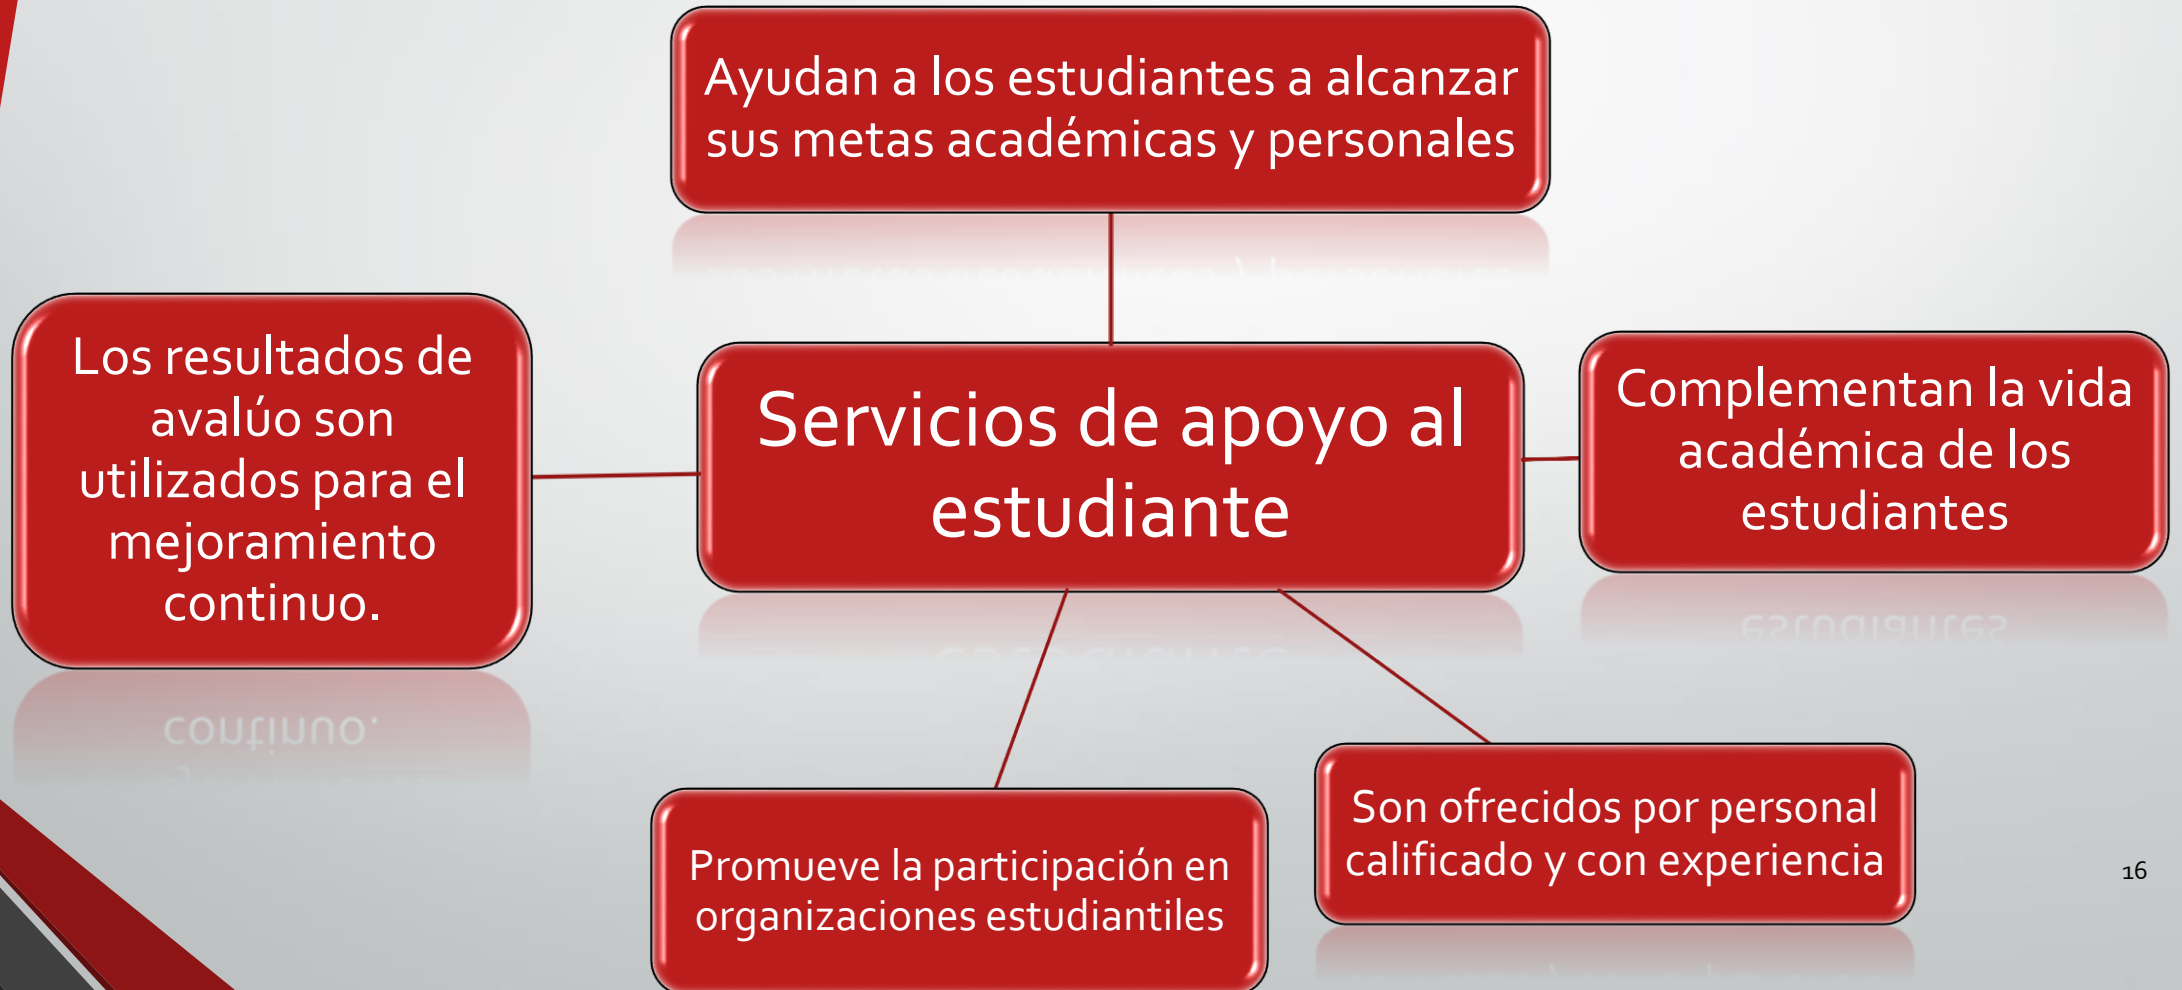 Ayudan a los estudiantes a alcanzar
sus metas académicas y personales
Los resultados de
avalúo son
utilizados para el
mejoramiento
continuo.
Servicios de apoyo al
estudiante
Complementan la vida
académica de los
estudiantes
Promueve la participación en
organizaciones estudiantiles
Son ofrecidos por personal
calificado y con experiencia
16